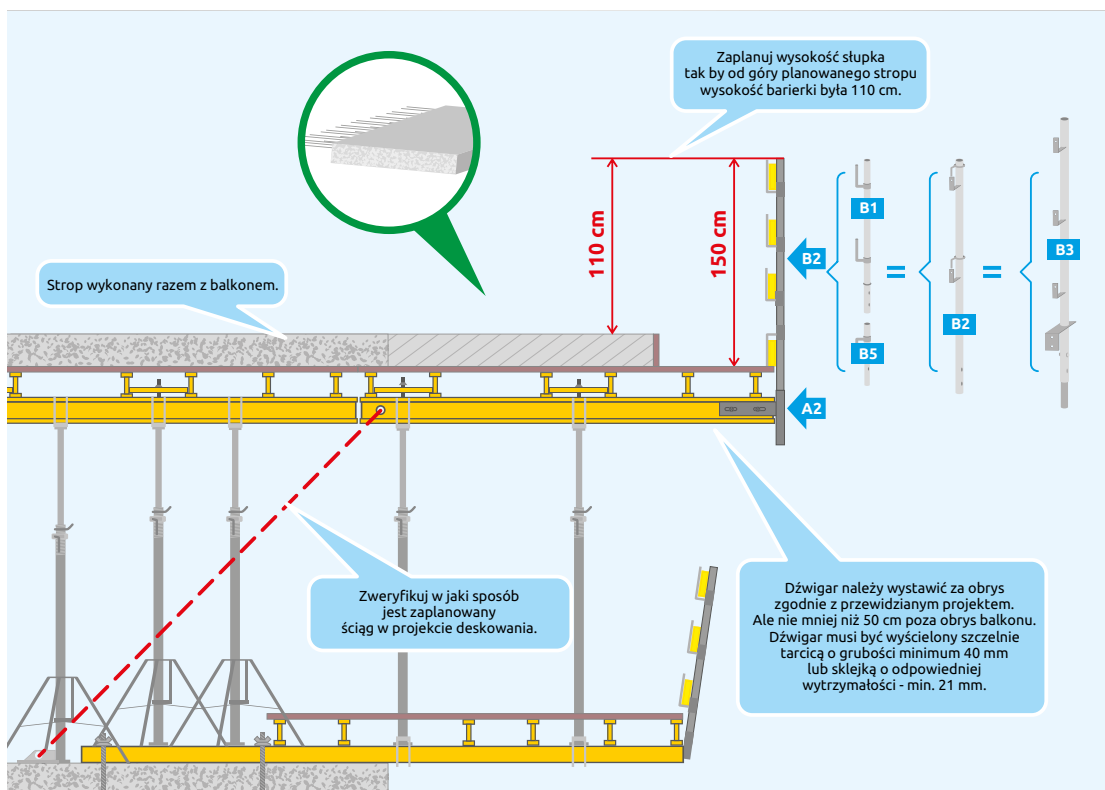 Zaplanuj wysokość słupka
tak by od góry planowanego stropu
wysokość barierki była 110 cm.
Strop wykonany razem z balkonem.
110 cm
150 cm
B2
B1
B5
=
B2
=
B3
A2
Zweryfikuj w jaki sposób
jest zaplanowany
ściąg w projekcie deskowania.
Dźwigar należy wystawić za obrys
zgodnie z przewidzianym projektem.
Ale nie mniej niż 50 cm poza obrys balkonu.
Dźwigar musi być wyścielony szczelnie
tarcicą o grubości minimum 40 mm
lub sklejką o odpowiedniej
wytrzymałości - min. 21 mm.